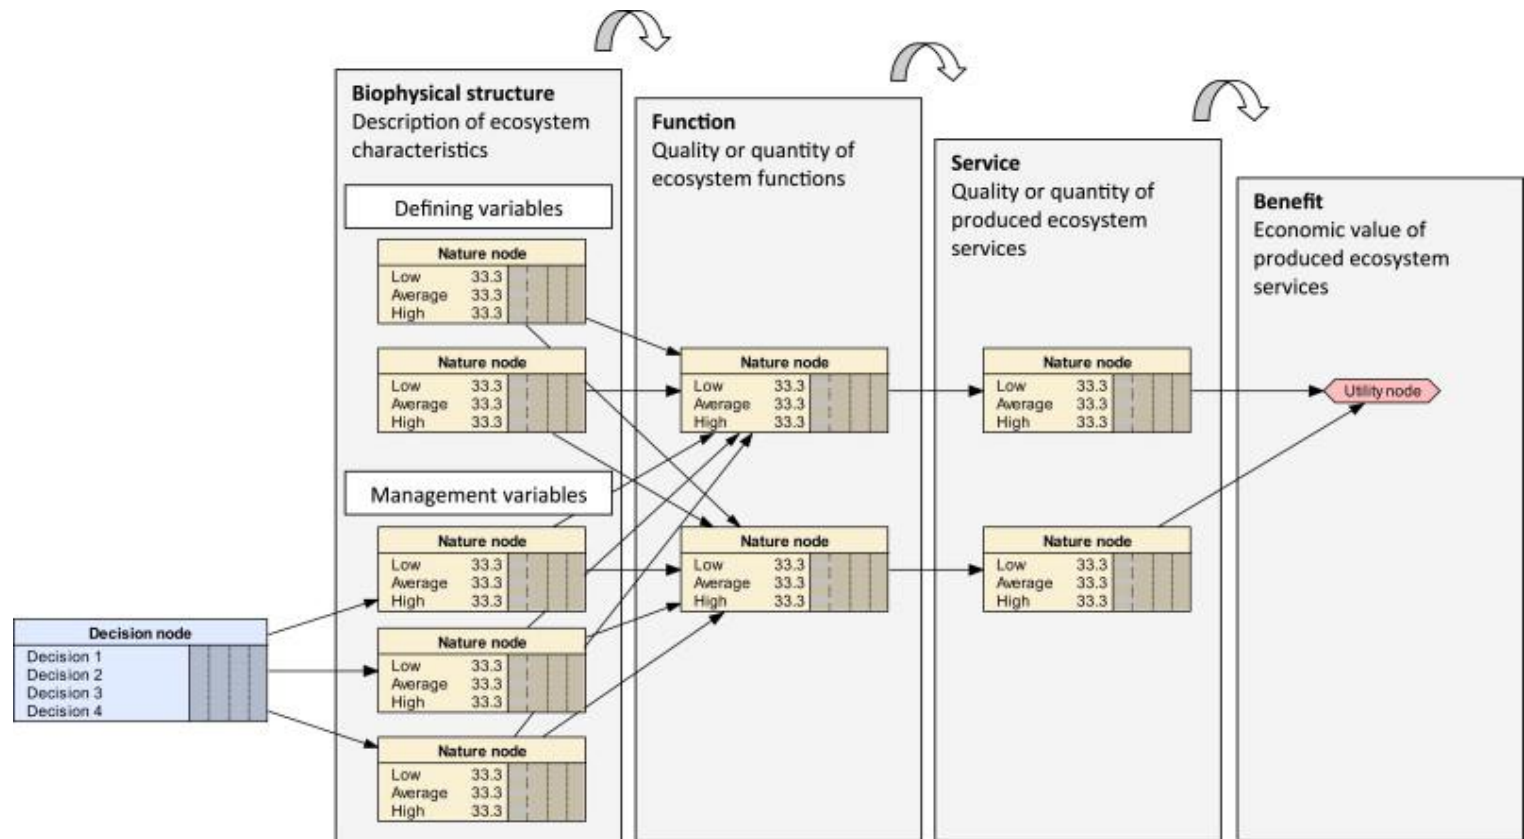 Biophysical structure
Description of ecosystem
characteristics
Defining variables
Nature node
Low 33.3
Average 33.3
High 33.3
Nature node
Low 33.3
Average 33.3
High 33.3
Management variables
Nature node
Low 33.3
Average 33.3
High 33.3
Nature node
Low 33.3
Average 33.3
High 33.3
Nature node
Low 33.3
Average 33.3
High 33.3
Decision node
Decision 1
Decision 2
Decision 3
Decision 4
Function
Quality or quantity of
ecosystem functions
Nature node
Low 33.3
Average 33.3
High 33.3
Nature node
Low 33.3
Average 33.3
High 33.3
Service
Quality or quantity of
produced ecosystem
services
Nature node
Low 33.3
Average 33.3
High 33.3
Nature node
Low 33.3
Average 33.3
High 33.3
Benefit
Economic value of
produced ecosystem
services
Utility node